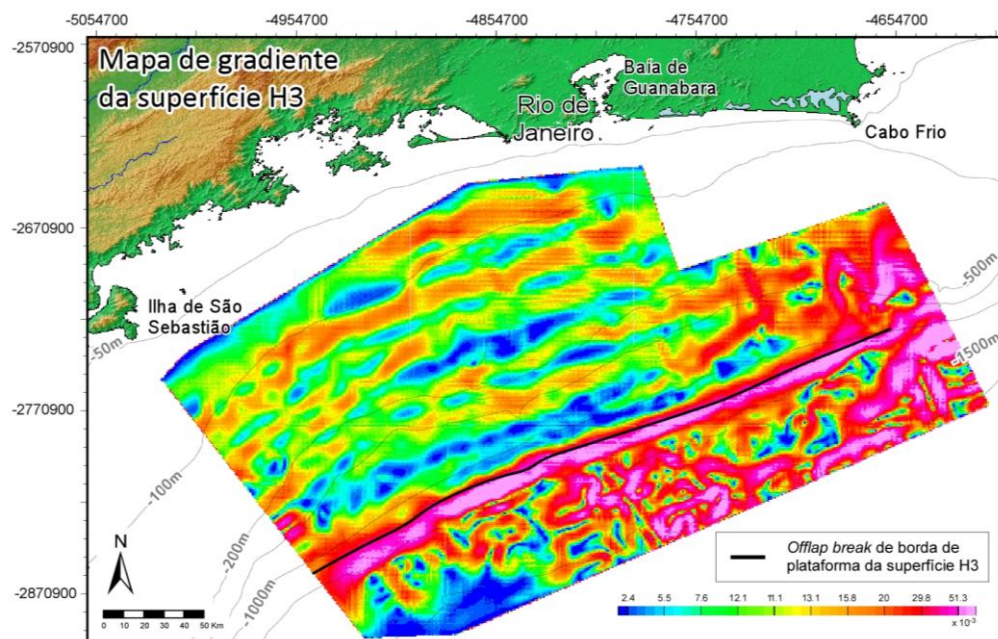 -5054700 -4954700 -4854700 -4754700 -4654700
-2570900
Mapa de gradiente
da superfície H3
Baía de
Guanabara
Rio de
Janeiro
Cabo Frio
-2670900
Ilha de São
Sebastião
-50m
-500m
-1500m
-2770900
-100m
-200m
-1000m
N
Offlap break de borda de
plataforma da superfície H3
-2870900
0 10 20 30 40 50 Km
2.4 5.5 7.6 12.1 11.1 13.1 15.8 20 29.8 51.3
x10⁻³